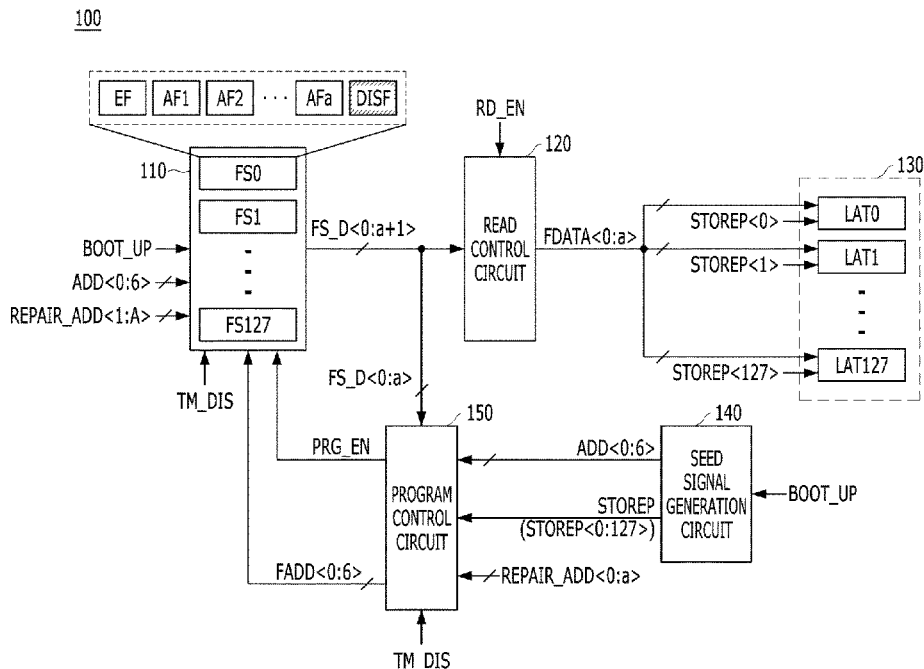 100
EF AF1 AF2 ··· AFa DISF
RD_EN
120
110
FS0
130
FS1
FS_D<0:a+1>
READ
CONTROL
CIRCUIT
FDATA<0:a>
STOREP<0>
LAT0
BOOT_UP
STOREP<1>
LAT1
ADD<0:6>
REPAIR_ADD<1:A>
FS127
STOREP<127>
LAT127
TM_DIS
FS_D<0:a>
150
140
PRG_EN
ADD<0:6>
PROGRAM
CONTROL
CIRCUIT
SEED
SIGNAL
GENERATION
CIRCUIT
STOREP
(STOREP<0:127>)
BOOT_UP
FADD<0:6>
REPAIR_ADD<0:a>
TM_DIS